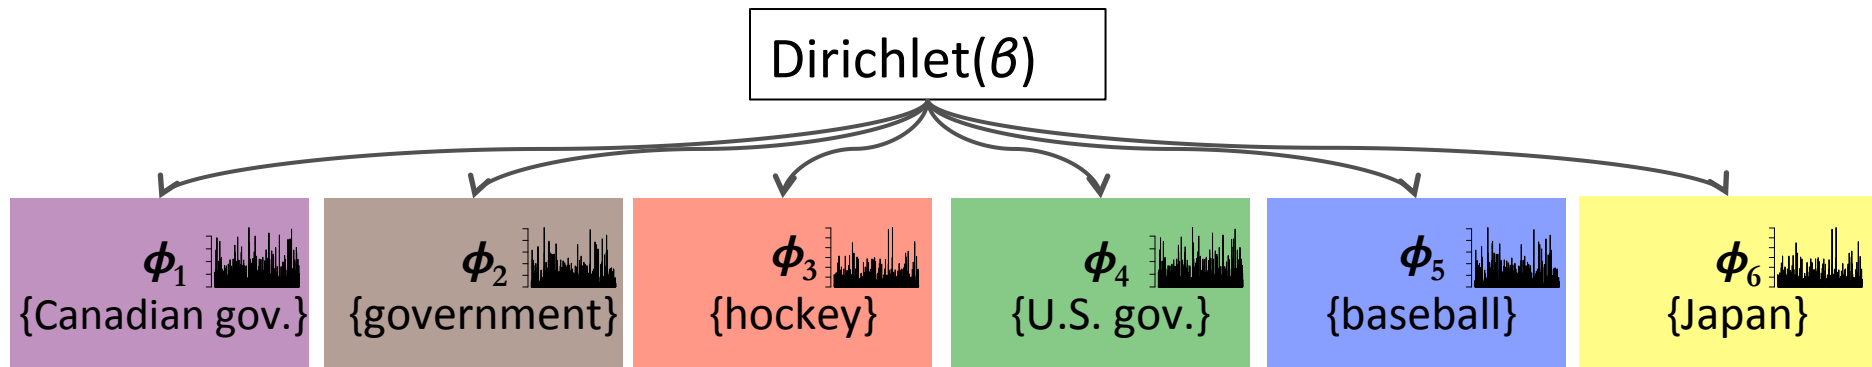 Dirichlet(β)
ϕ1
{Canadian gov.}
ϕ2
{government}
ϕ3
{hockey}
ϕ4
{U.S. gov.}
ϕ5
{baseball}
ϕ6
{Japan}